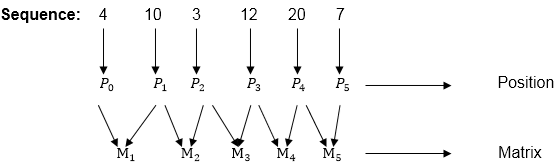 Sequence: 4 10 3 12 20 7
P₀ P₁ P₂ P₃ P₄ P₅ Position
M₁ M₂ M₃ M₄ M₅ Matrix